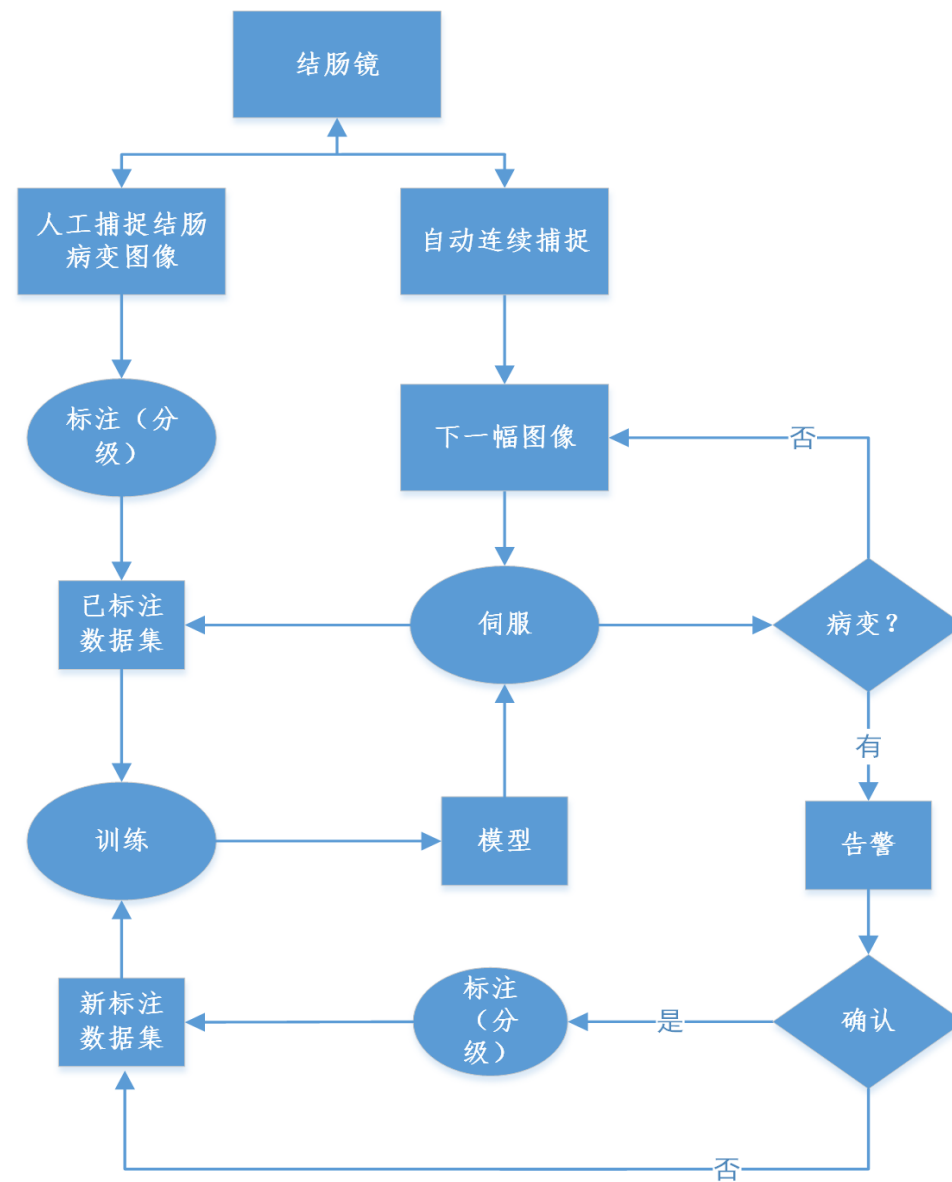 结肠镜
人工捕捉结肠
病变图像
自动连续捕捉
标注（分
级）
下一幅图像
否
已标注
数据集
伺服
病变？
有
训练
模型
告警
新标注
数据集
标注
（分
级）
是
确认
否